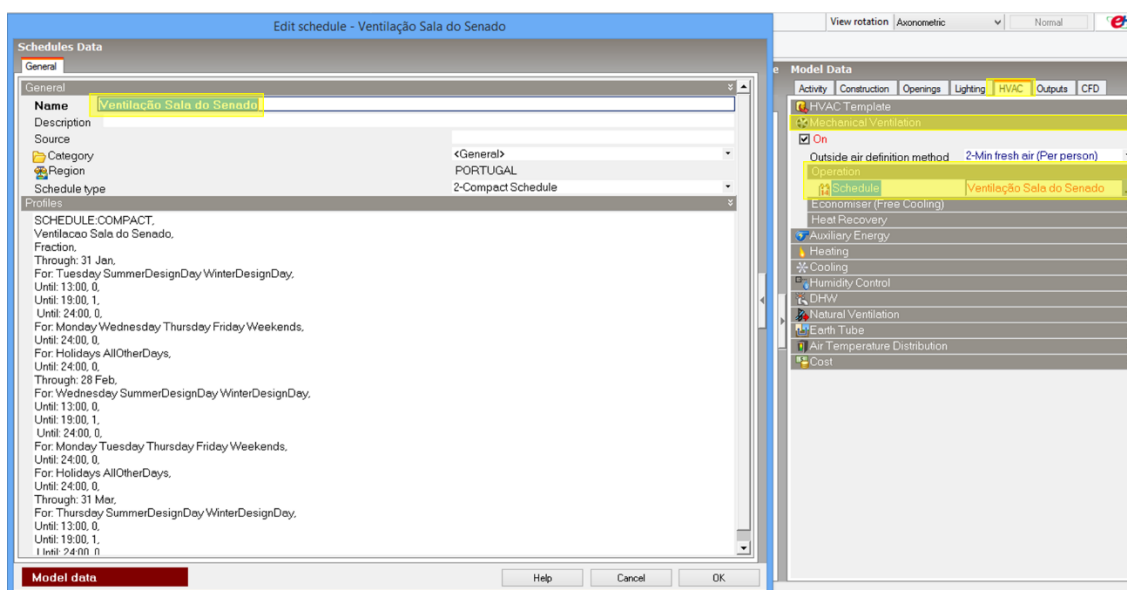 Edit schedule - Ventilação Sala do Senado
Schedules Data
General
General
Name Ventilação Sala do Senado
Description
Source
Category <General>
Region PORTUGAL
Schedule type 2-Compact Schedule
Profiles
SCHEDULE:COMPACT,
Ventilacao Sala do Senado,
Fraction,
Through: 31 Jan,
For: Tuesday SummerDesignDay WinterDesignDay,
Until: 13:00, 0,
Until: 19:00, 1,
Until: 24:00, 0,
For: Monday Wednesday Thursday Friday Weekends,
Until: 24:00, 0,
For: Holidays AllOtherDays,
Until: 24:00, 0,
Through: 28 Feb,
For: Wednesday SummerDesignDay WinterDesignDay,
Until: 13:00, 0,
Until: 19:00, 1,
Until: 24:00, 0,
For: Monday Tuesday Thursday Friday Weekends,
Until: 24:00, 0,
For: Holidays AllOtherDays,
Until: 24:00, 0,
Through: 31 Mar,
For: Thursday SummerDesignDay WinterDesignDay,
Until: 13:00, 0,
Until: 19:00, 1,
Until: 24:00, 0
Model data
Help Cancel OK
View rotation Axonometric Normal
Model Data
Activity Construction Openings Lighting HVAC Outputs CFD
HVAC Template
Mechanical Ventilation
On
Outside air definition method 2-Min fresh air (Per person)
Operation
Schedule Ventilação Sala do Senado
Economiser (Free Cooling)
Heat Recovery
Auxiliary Energy
Heating
Cooling
Humidity Control
DHW
Natural Ventilation
Earth Tube
Air Temperature Distribution
Cost